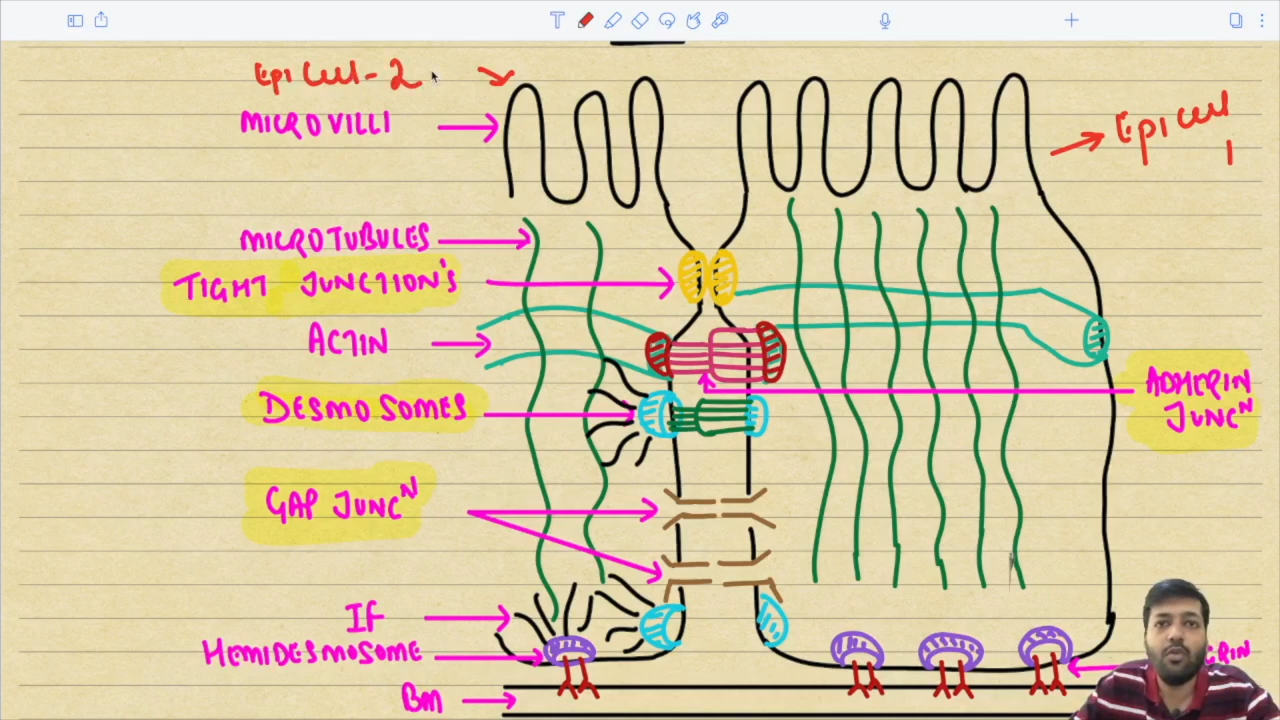 Epi Cell - 2
MICROVILLI
Epi Cell
1
MICROTUBULES
TIGHT JUNCTION'S
ACTIN
ADHERIN
JUNCᴺ
DESMOSOMES
GAP JUNCᴺ
IF
HEMIDESMOSOME
BM